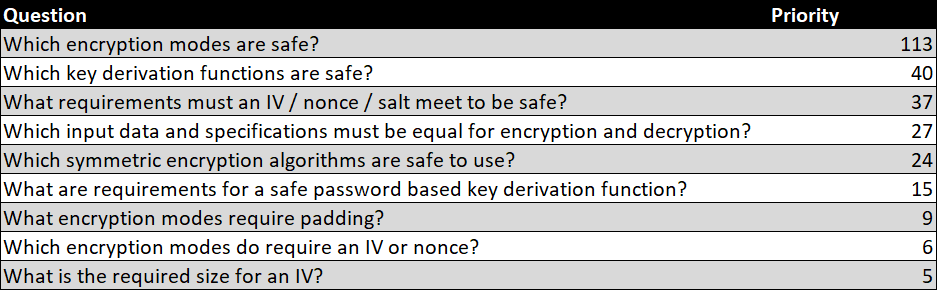 Question Priority
Which encryption modes are safe? 113
Which key derivation functions are safe? 40
What requirements must an IV / nonce / salt meet to be safe? 37
Which input data and specifications must be equal for encryption and decryption? 27
Which symmetric encryption algorithms are safe to use? 24
What are requirements for a safe password based key derivation function? 15
What encryption modes require padding? 9
Which encryption modes do require an IV or nonce? 6
What is the required size for an IV? 5